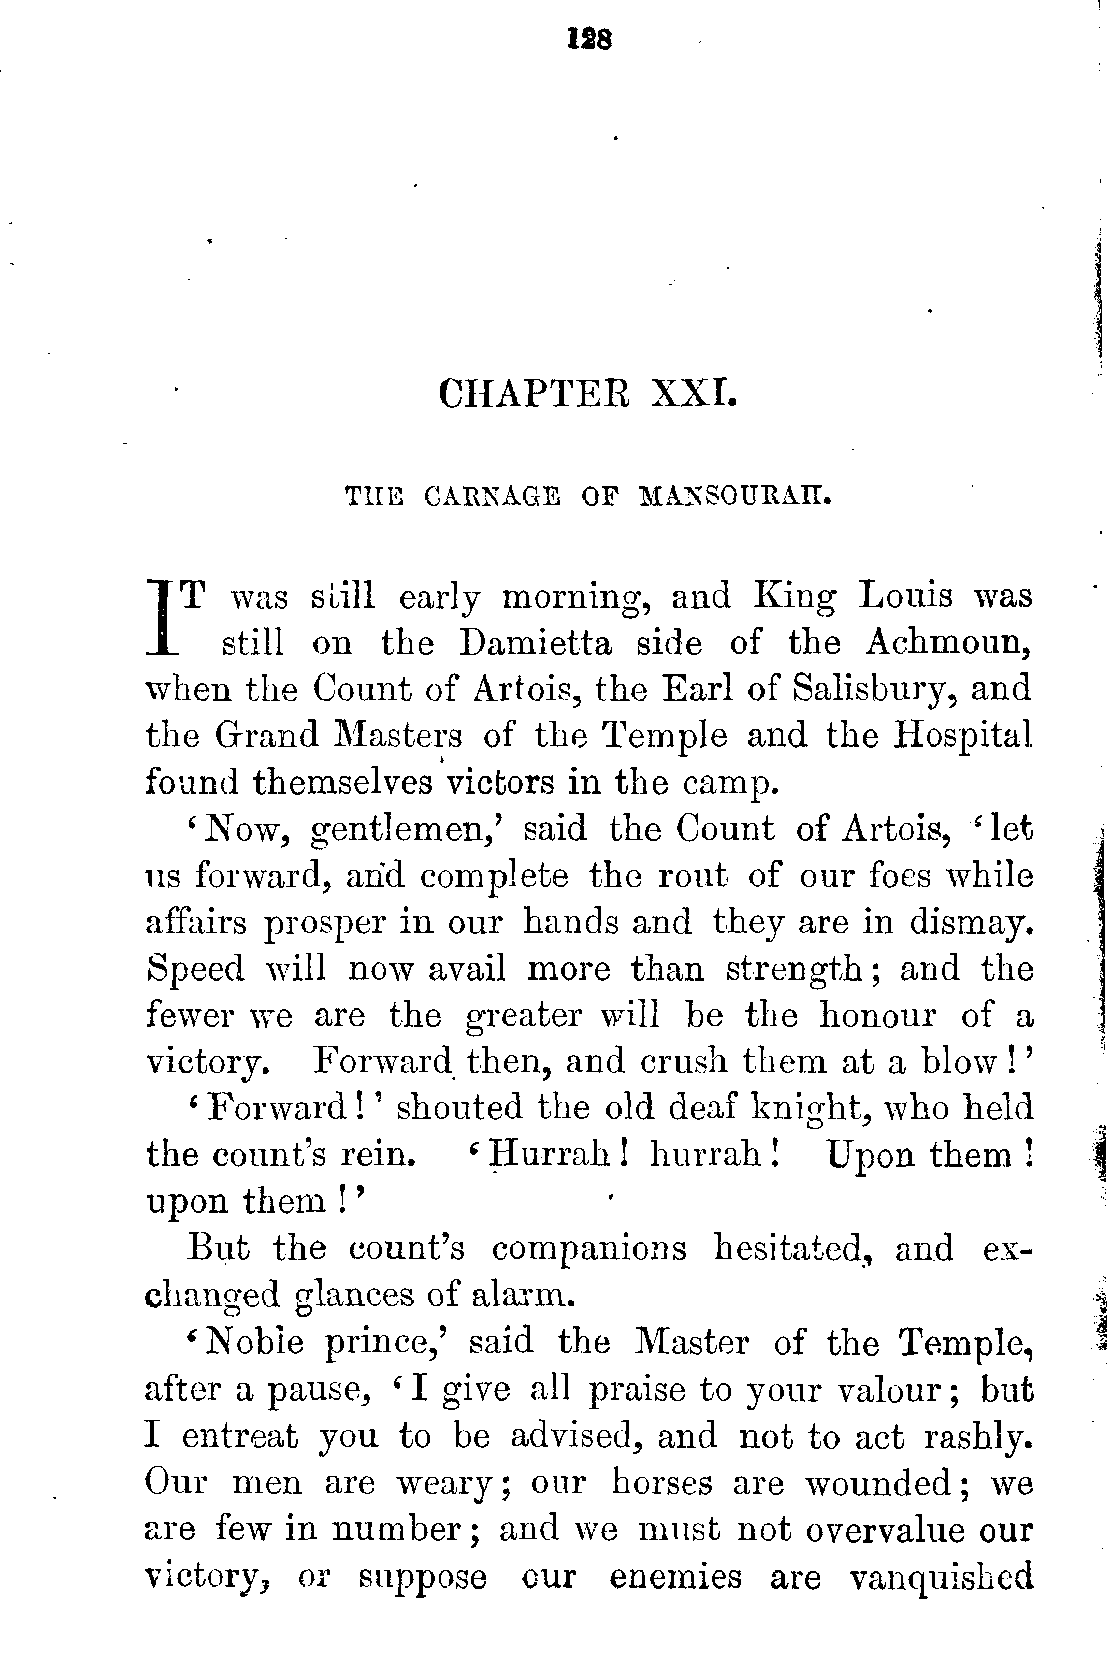 128
CHAPTER XXI.
THE CARNAGE OF MANSOURAH.
IT was still early morning, and King Louis was
still on the Damietta side of the Achmoun,
when the Count of Artois, the Earl of Salisbury, and
the Grand Masters of the Temple and the Hospital
found themselves victors in the camp.
‘Now, gentlemen,’ said the Count of Artois, ‘let
us forward, and complete the rout of our foes while
affairs prosper in our hands and they are in dismay.
Speed will now avail more than strength; and the
fewer we are the greater will be the honour of a
victory. Forward then, and crush them at a blow!’
‘Forward!’ shouted the old deaf knight, who held
the count’s rein. ‘Hurrah! hurrah! Upon them!
upon them!’
But the count’s companions hesitated, and ex-
changed glances of alarm.
‘Noble prince,’ said the Master of the Temple,
after a pause, ‘I give all praise to your valour; but
I entreat you to be advised, and not to act rashly.
Our men are weary; our horses are wounded; we
are few in number; and we must not overvalue our
victory, or suppose our enemies are vanquished